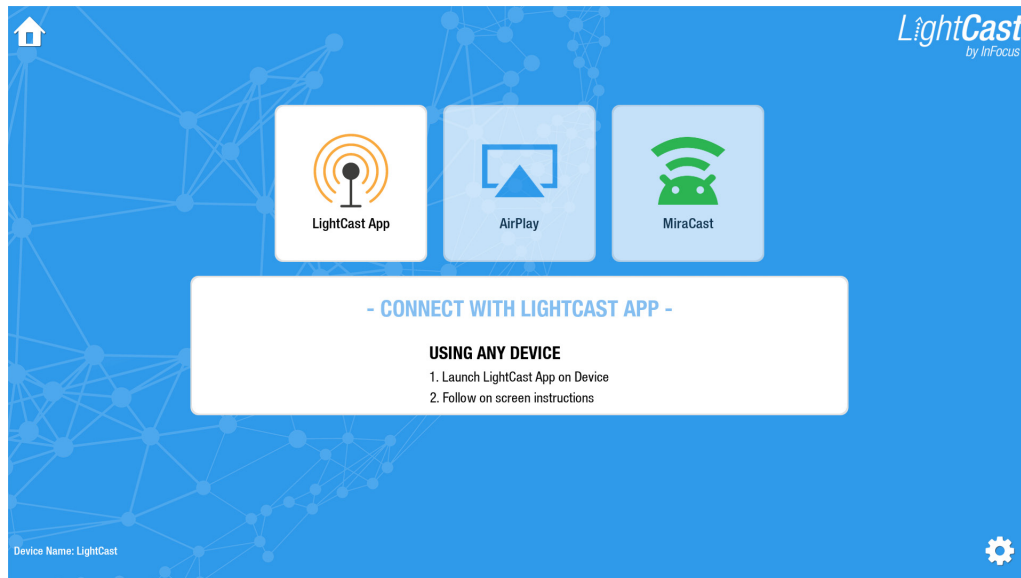 LightCast
by InFocus
LightCast App
AirPlay
MiraCast
- CONNECT WITH LIGHTCAST APP -
USING ANY DEVICE
1. Launch LightCast App on Device
2. Follow on screen instructions
Device Name: LightCast